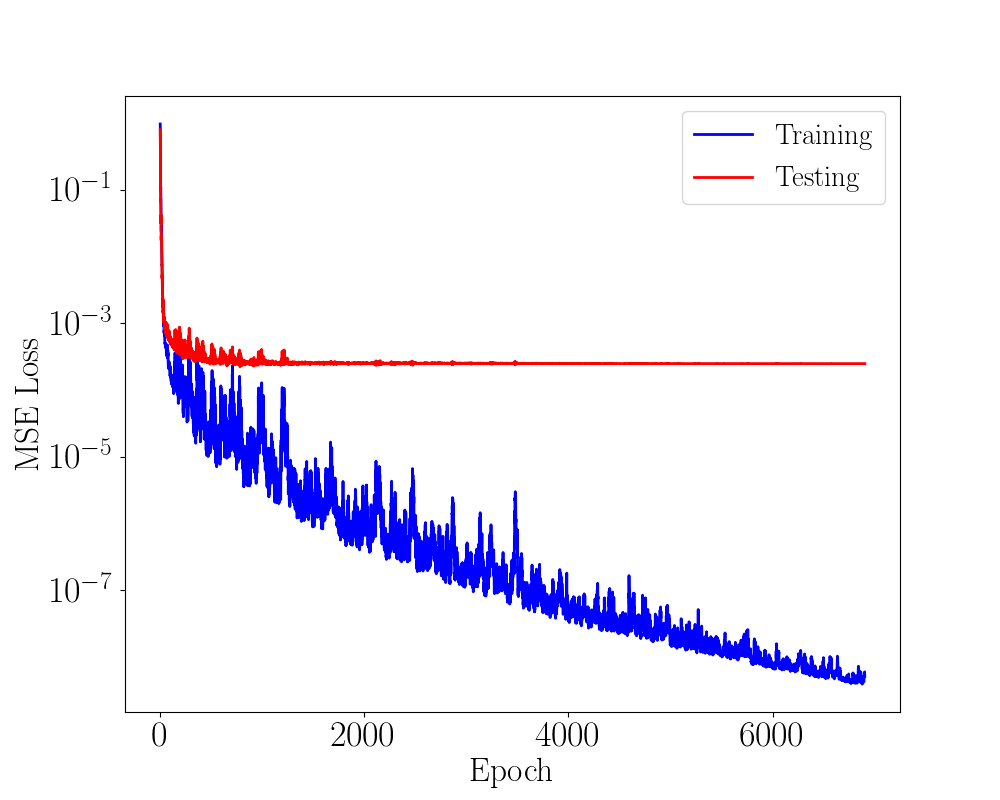 Training
Testing
10^{-1}
10^{-3}
10^{-5}
10^{-7}
MSE Loss
0 2000 4000 6000
Epoch